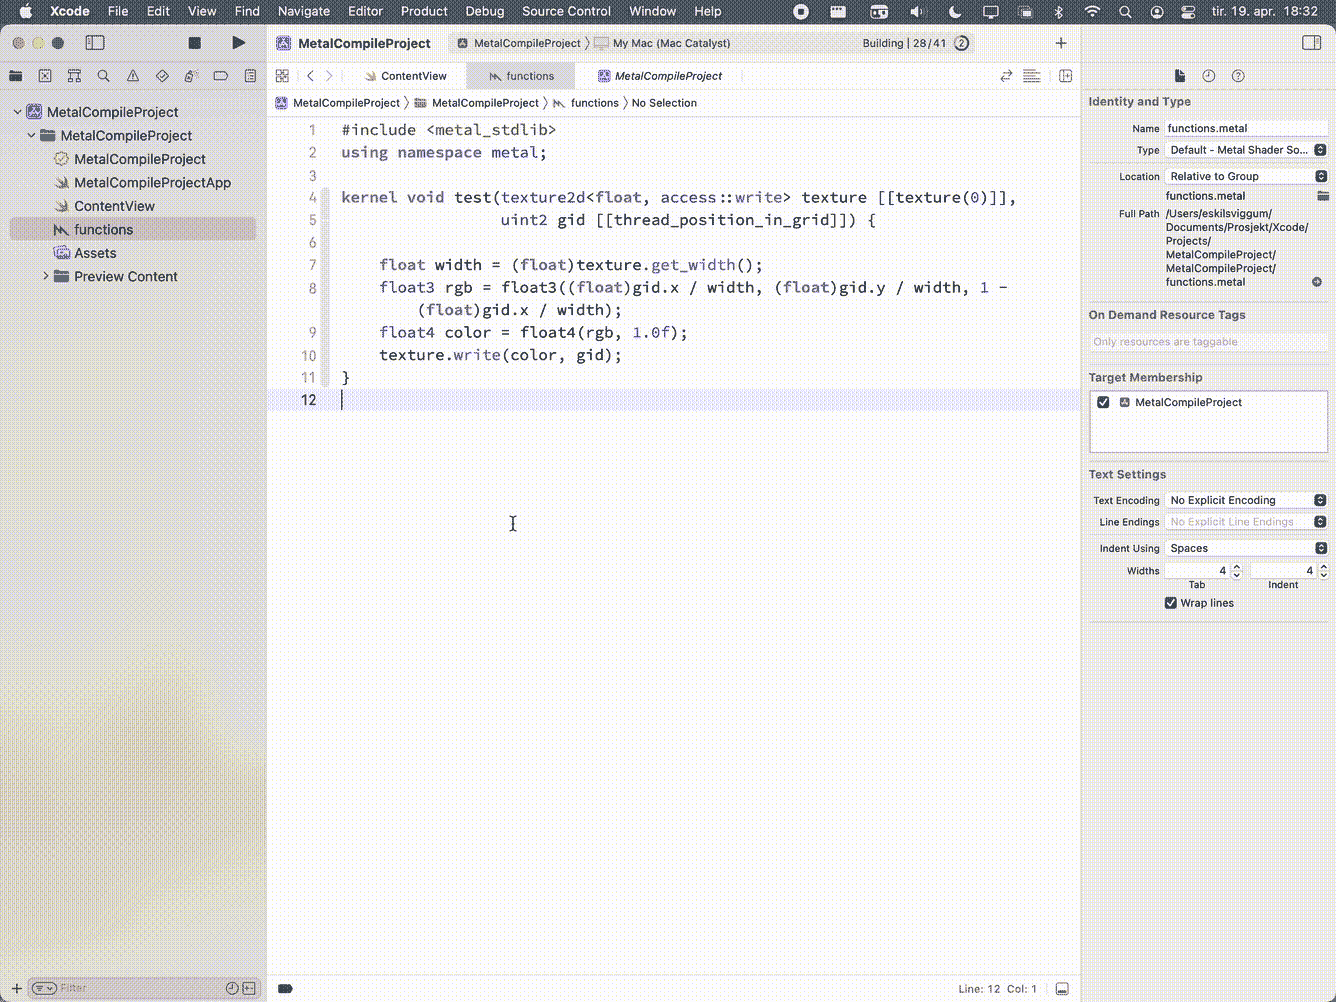 Xcode File Edit View Find Navigate Editor Product Debug Source Control Window Help tir. 19. apr. 18:32
MetalCompileProject
MetalCompileProject
MetalCompileProject
MetalCompileProjectApp
ContentView
functions
Assets
Preview Content
Filter
MetalCompileProject MetalCompileProject My Mac (Mac Catalyst) Building | 28/41 2
ContentView functions MetalCompileProject
MetalCompileProject MetalCompileProject functions No Selection
1 #include <metal_stdlib>
2 using namespace metal;
3
4 kernel void test(texture2d<float, access::write> texture [[texture(0)]],
5 uint2 gid [[thread_position_in_grid]]) {
6
7 float width = (float)texture.get_width();
8 float3 rgb = float3((float)gid.x / width, (float)gid.y / width, 1 -
(float)gid.x / width);
9 float4 color = float4(rgb, 1.0f);
10 texture.write(color, gid);
11 }
12
Line: 12 Col: 1
Identity and Type
Name functions.metal
Type Default - Metal Shader So...
Location Relative to Group
functions.metal
Full Path /Users/eskilsviggum/
Documents/Prosjekt/Xcode/
Projects/
MetalCompileProject/
MetalCompileProject/
functions.metal
On Demand Resource Tags
Only resources are taggable
Target Membership
MetalCompileProject
Text Settings
Text Encoding No Explicit Encoding
Line Endings No Explicit Line Endings
Indent Using Spaces
Widths 4 4
Tab Indent
Wrap lines